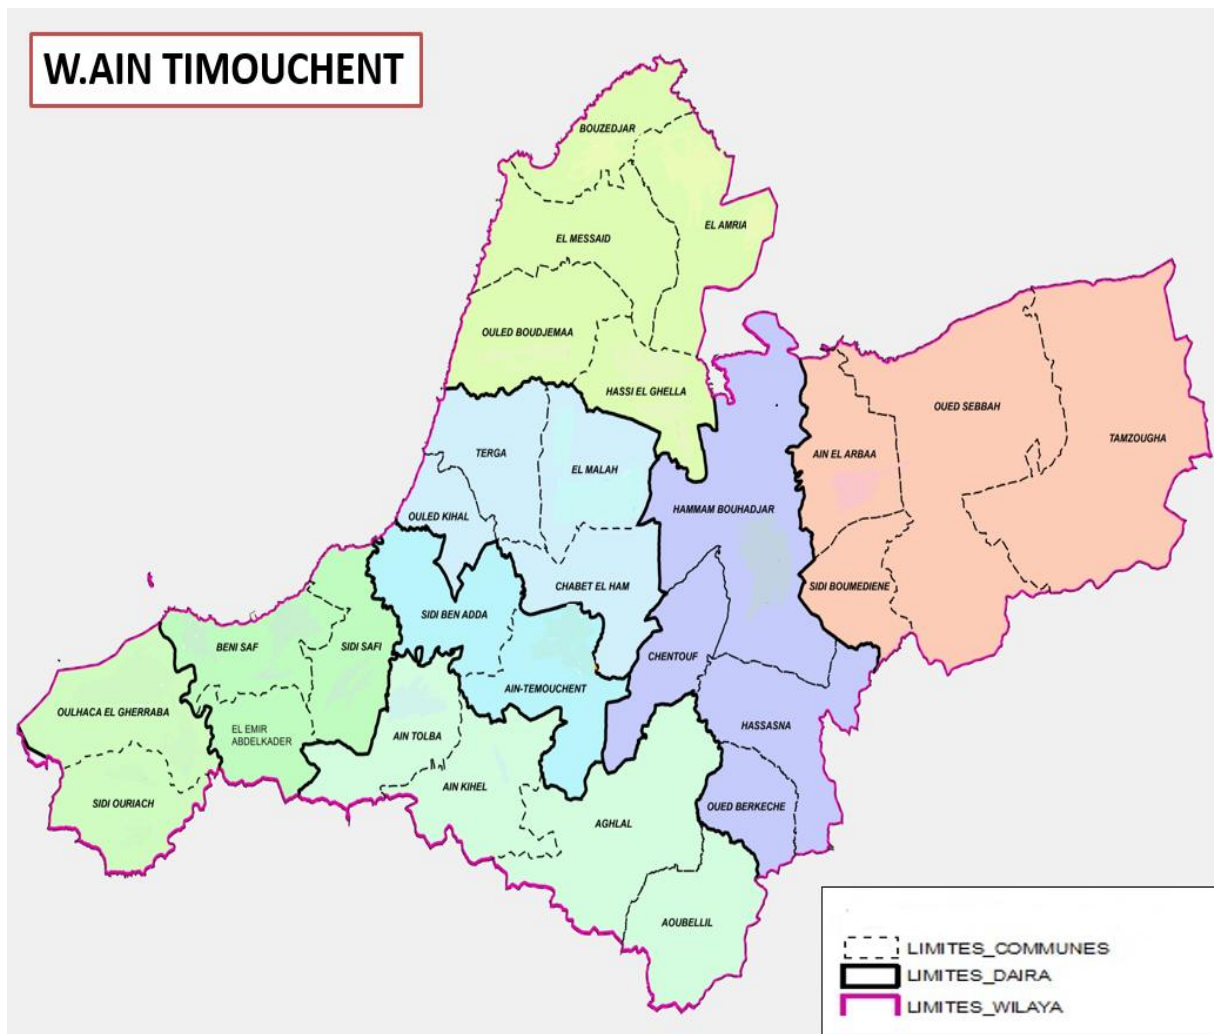 W.AIN TIMOUCHENT
BOUZEDJAR
EL AMRIA
EL MESSAID
OULED BOUDJEMAA
HASSI EL GHELLA
OUED SEBBAH
TAMZOUGHA
TERGA
AIN EL ARBAA
EL MALAH
OULED KIHAL
HAMMAM BOUHADJAR
CHABET EL HAM
SIDI BOUMEDIENE
SIDI BEN ADDA
BENI SAF
SIDI SAFI
CHENTOUF
AIN-TEMOUCHENT
OULHACA EL GHERRABA
EL EMIR
ABDELKADER
AIN TOLBA
HASSASNA
AIN KIHEL
SIDI OURIACH
AGHLAL
OUED BERKECHE
AOUBELLIL
LIMITES_COMMUNES
LIMITES_DAIRA
LIMITES_WILAYA